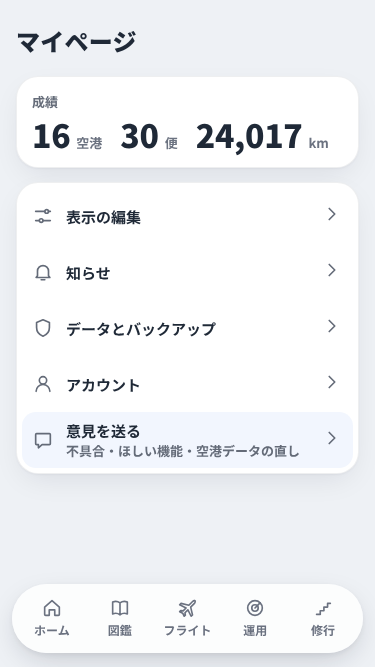 マイページ
成績
16 空港 30 便 24,017 km
表示の編集
知らせ
データとバックアップ
アカウント
意見を送る
不具合・ほしい機能・空港データの直し
ホーム 図鑑 フライト 運用 修行